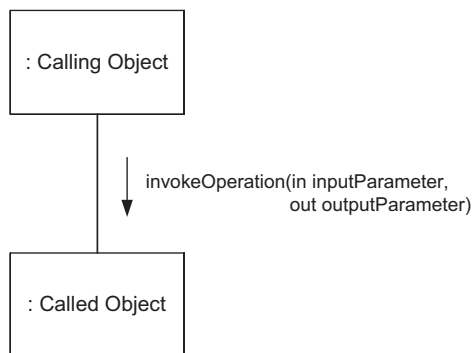 : Calling Object
invokeOperation(in inputParameter,
out outputParameter)
: Called Object